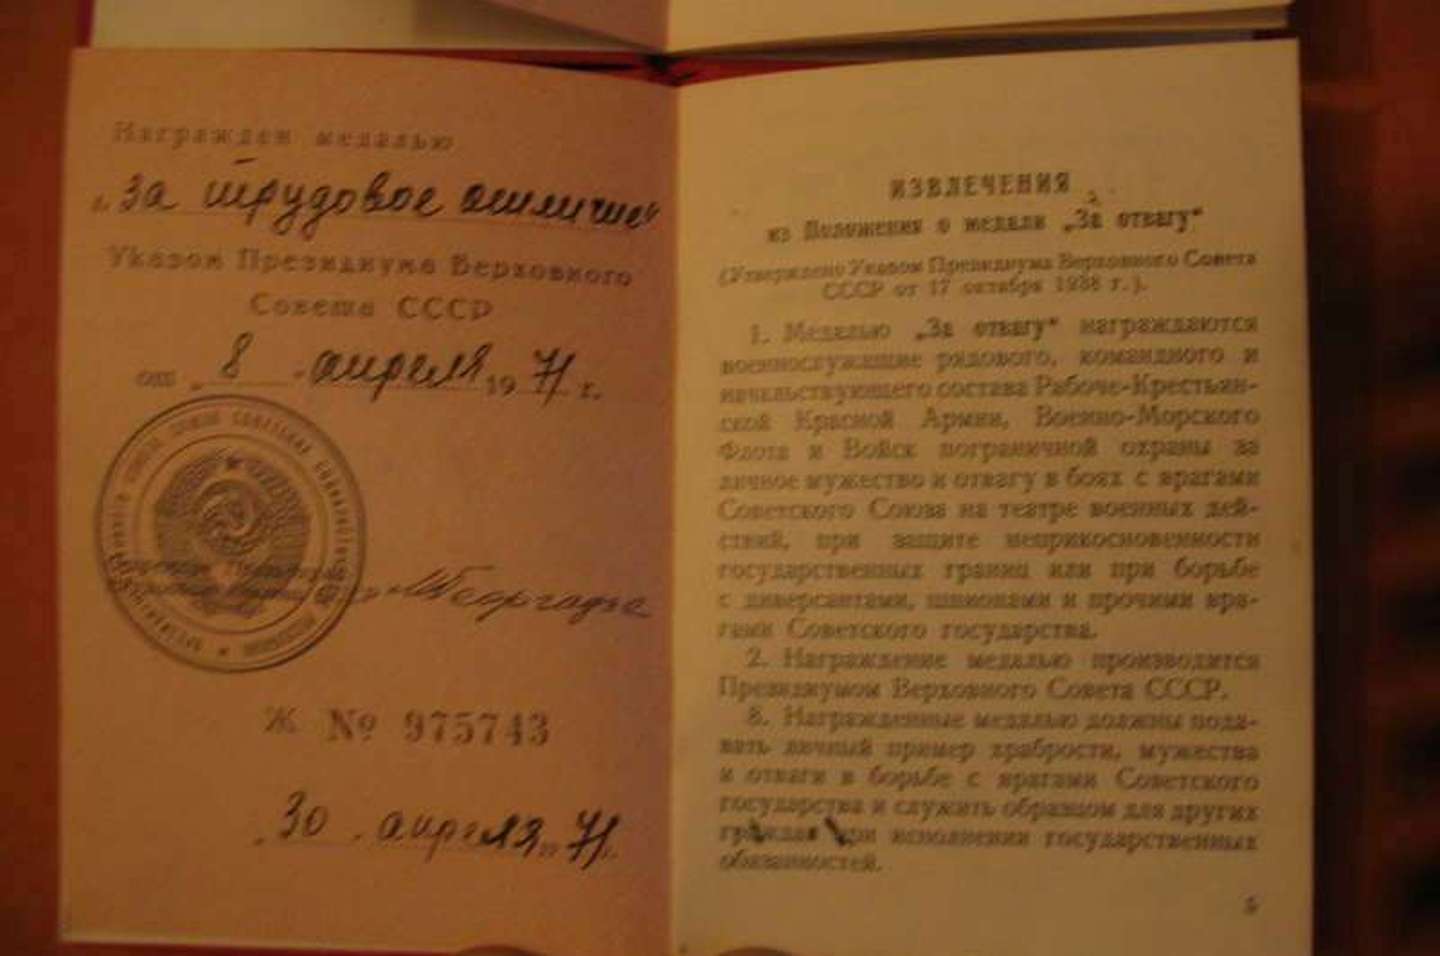 Награжден медалью
„За трудовое отличие“
Указом Президиума Верховного
Совета СССР
от „8“ апреля 1971 г.
М Георгадзе
Ж № 975743
„30“ апреля 1971 г.
ИЗВЛЕЧЕНИЯ
из Положения о медали „За отвагу“
(Утверждено Указом Президиума Верховного Совета
СССР от 17 октября 1938 г.).
1. Медалью „За отвагу“ награждаются
военнослужащие рядового, командного и
начальствующего состава Рабоче-Крестьян-
ской Красной Армии, Военно-Морского
Флота и Войск пограничной охраны за
личное мужество и отвагу в боях с врагами
Советского Союза на театре военных дей-
ствий, при защите неприкосновенности
государственных границ или при борьбе
с диверсантами, шпионами и прочими вра-
гами Советского государства.
2. Награждение медалью производится
Президиумом Верховного Совета СССР.
3. Награжденные медалью должны пода-
вать личный пример храбрости, мужества
и отваги в борьбе с врагами Советского
государства и служить образцом для других
граждан при исполнении государственных
обязанностей.
5